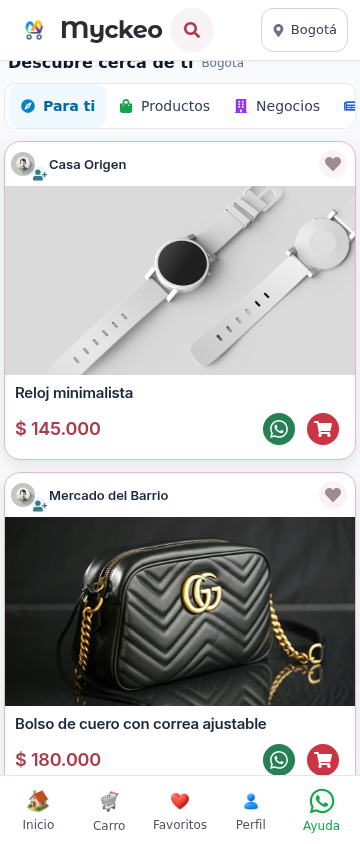 Myckeo
Bogotá
Descubre cerca de ti Bogotá
Para ti Productos Negocios
Casa Origen
Reloj minimalista
$ 145.000
Mercado del Barrio
GG
Bolso de cuero con correa ajustable
$ 180.000
Inicio Carro Favoritos Perfil Ayuda